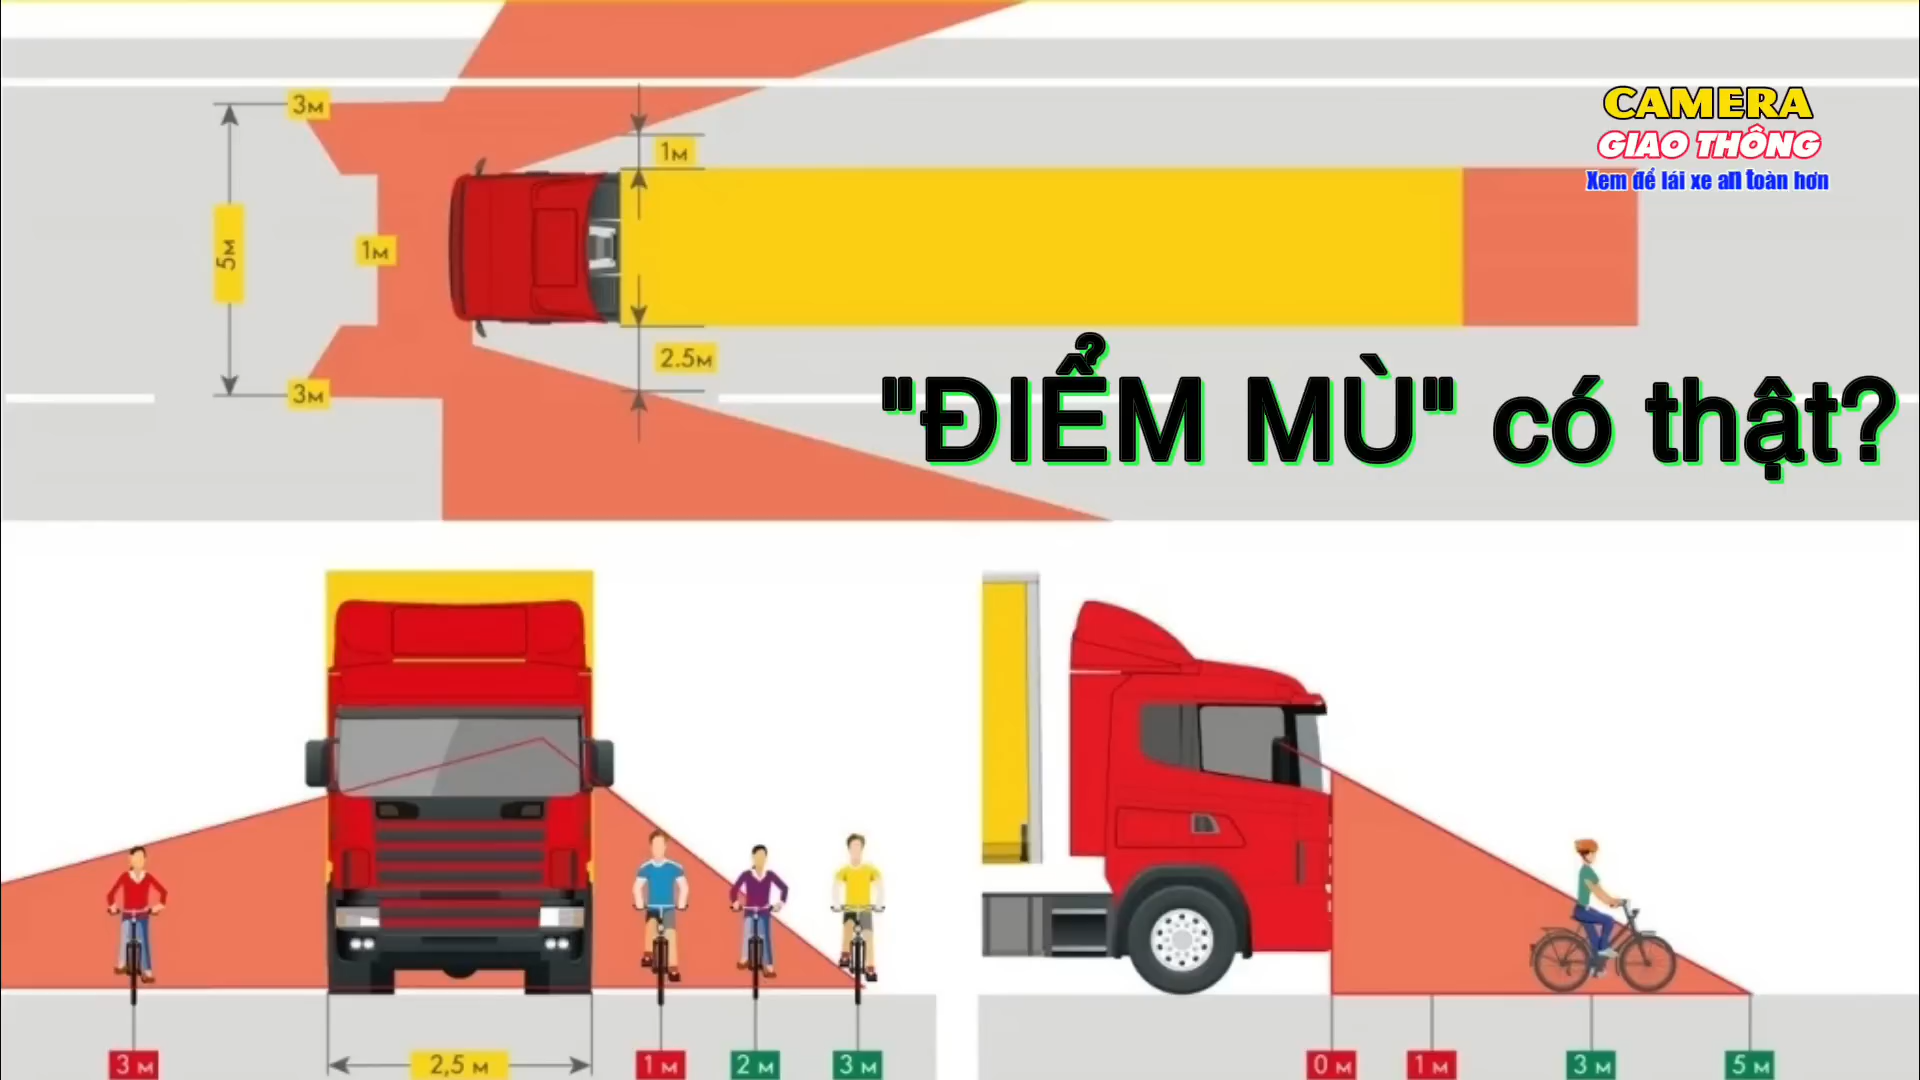 3м
CAMERA
GIAO THÔNG
1м
Xem để lái xe an toàn hơn
5м
1м
2.5м
3м
"ĐIỂM MÙ" có thật?
3 м
2,5 м
1 м
2 м
3 м
0 м
1 м
3 м
5 м